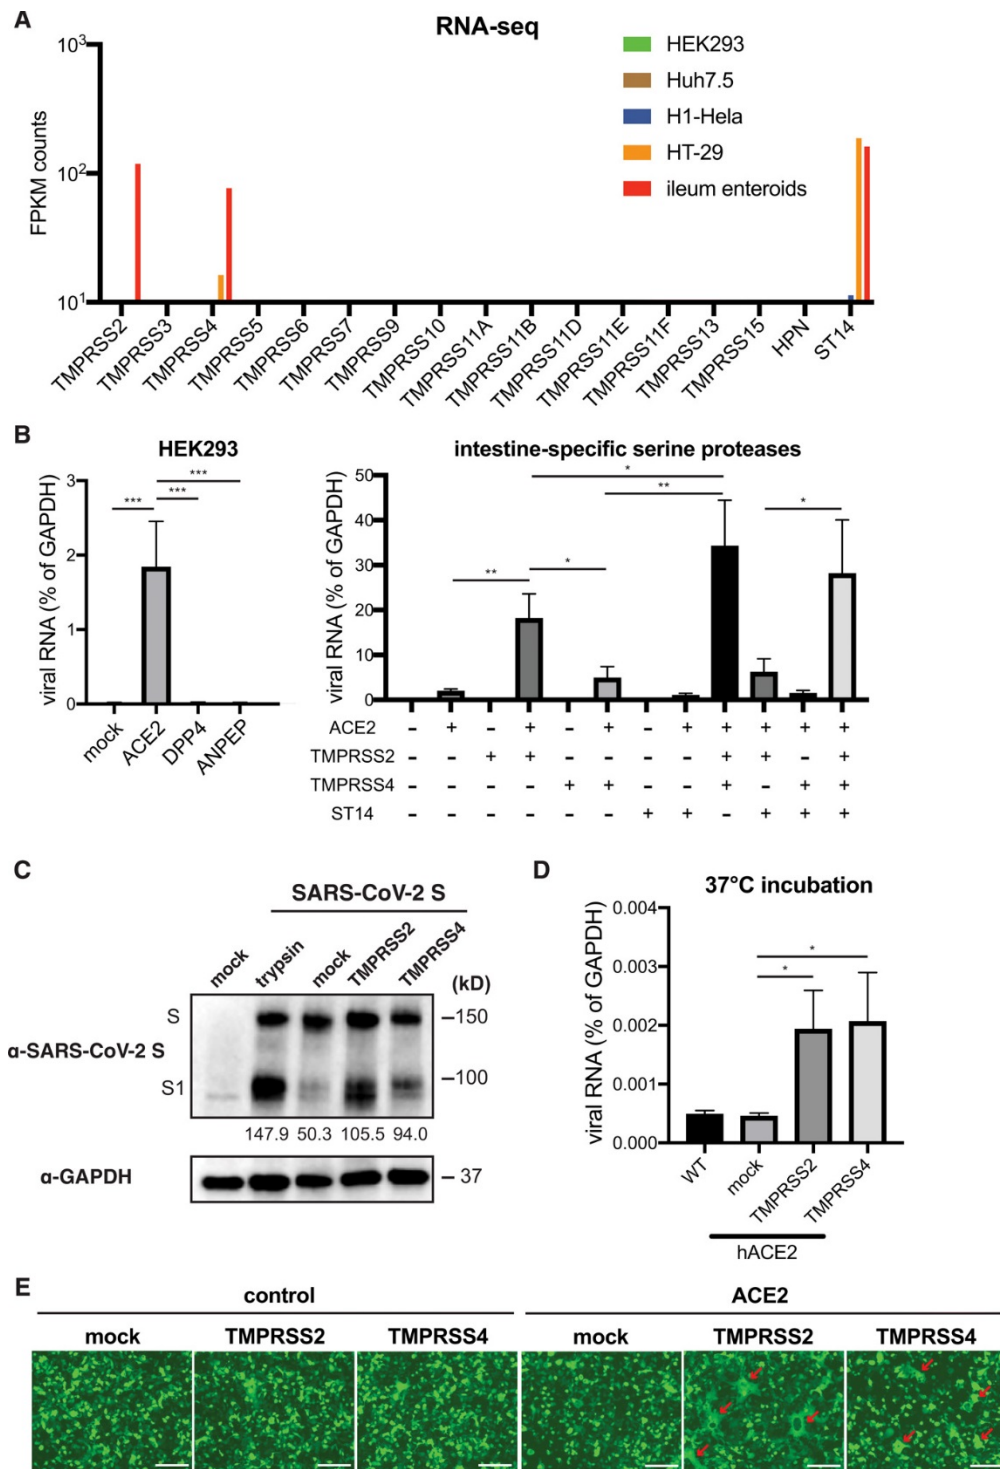 A
RNA-seq
FPKM counts
10³
10²
10¹
HEK293
Huh7.5
H1-Hela
HT-29
ileum enteroids
TMPRSS2
TMPRSS3
TMPRSS4
TMPRSS5
TMPRSS6
TMPRSS7
TMPRSS9
TMPRSS10
TMPRSS11A
TMPRSS11B
TMPRSS11D
TMPRSS11E
TMPRSS11F
TMPRSS13
TMPRSS15
HPN
ST14
B
HEK293
viral RNA (% of GAPDH)
3
2
1
0
***
***
***
mock
ACE2
DPP4
ANPEP
intestine-specific serine proteases
viral RNA (% of GAPDH)
50
40
30
20
10
0
*
**
*
**
*
ACE2 - + - + - + - + + + + +
TMPRSS2 - - + + - - - - + + - +
TMPRSS4 - - - - + + - - + - + +
ST14 - - - - - - + + - + + +
C
SARS-CoV-2 S
mock
trypsin
mock
TMPRSS2
TMPRSS4
(kD)
S
–150
α-SARS-CoV-2 S
S1
–100
147.9 50.3 105.5 94.0
α-GAPDH
– 37
D
37°C incubation
viral RNA (% of GAPDH)
0.004
0.003
0.002
0.001
0.000
*
*
WT
mock
TMPRSS2
TMPRSS4
hACE2
E
control
ACE2
mock
TMPRSS2
TMPRSS4
mock
TMPRSS2
TMPRSS4